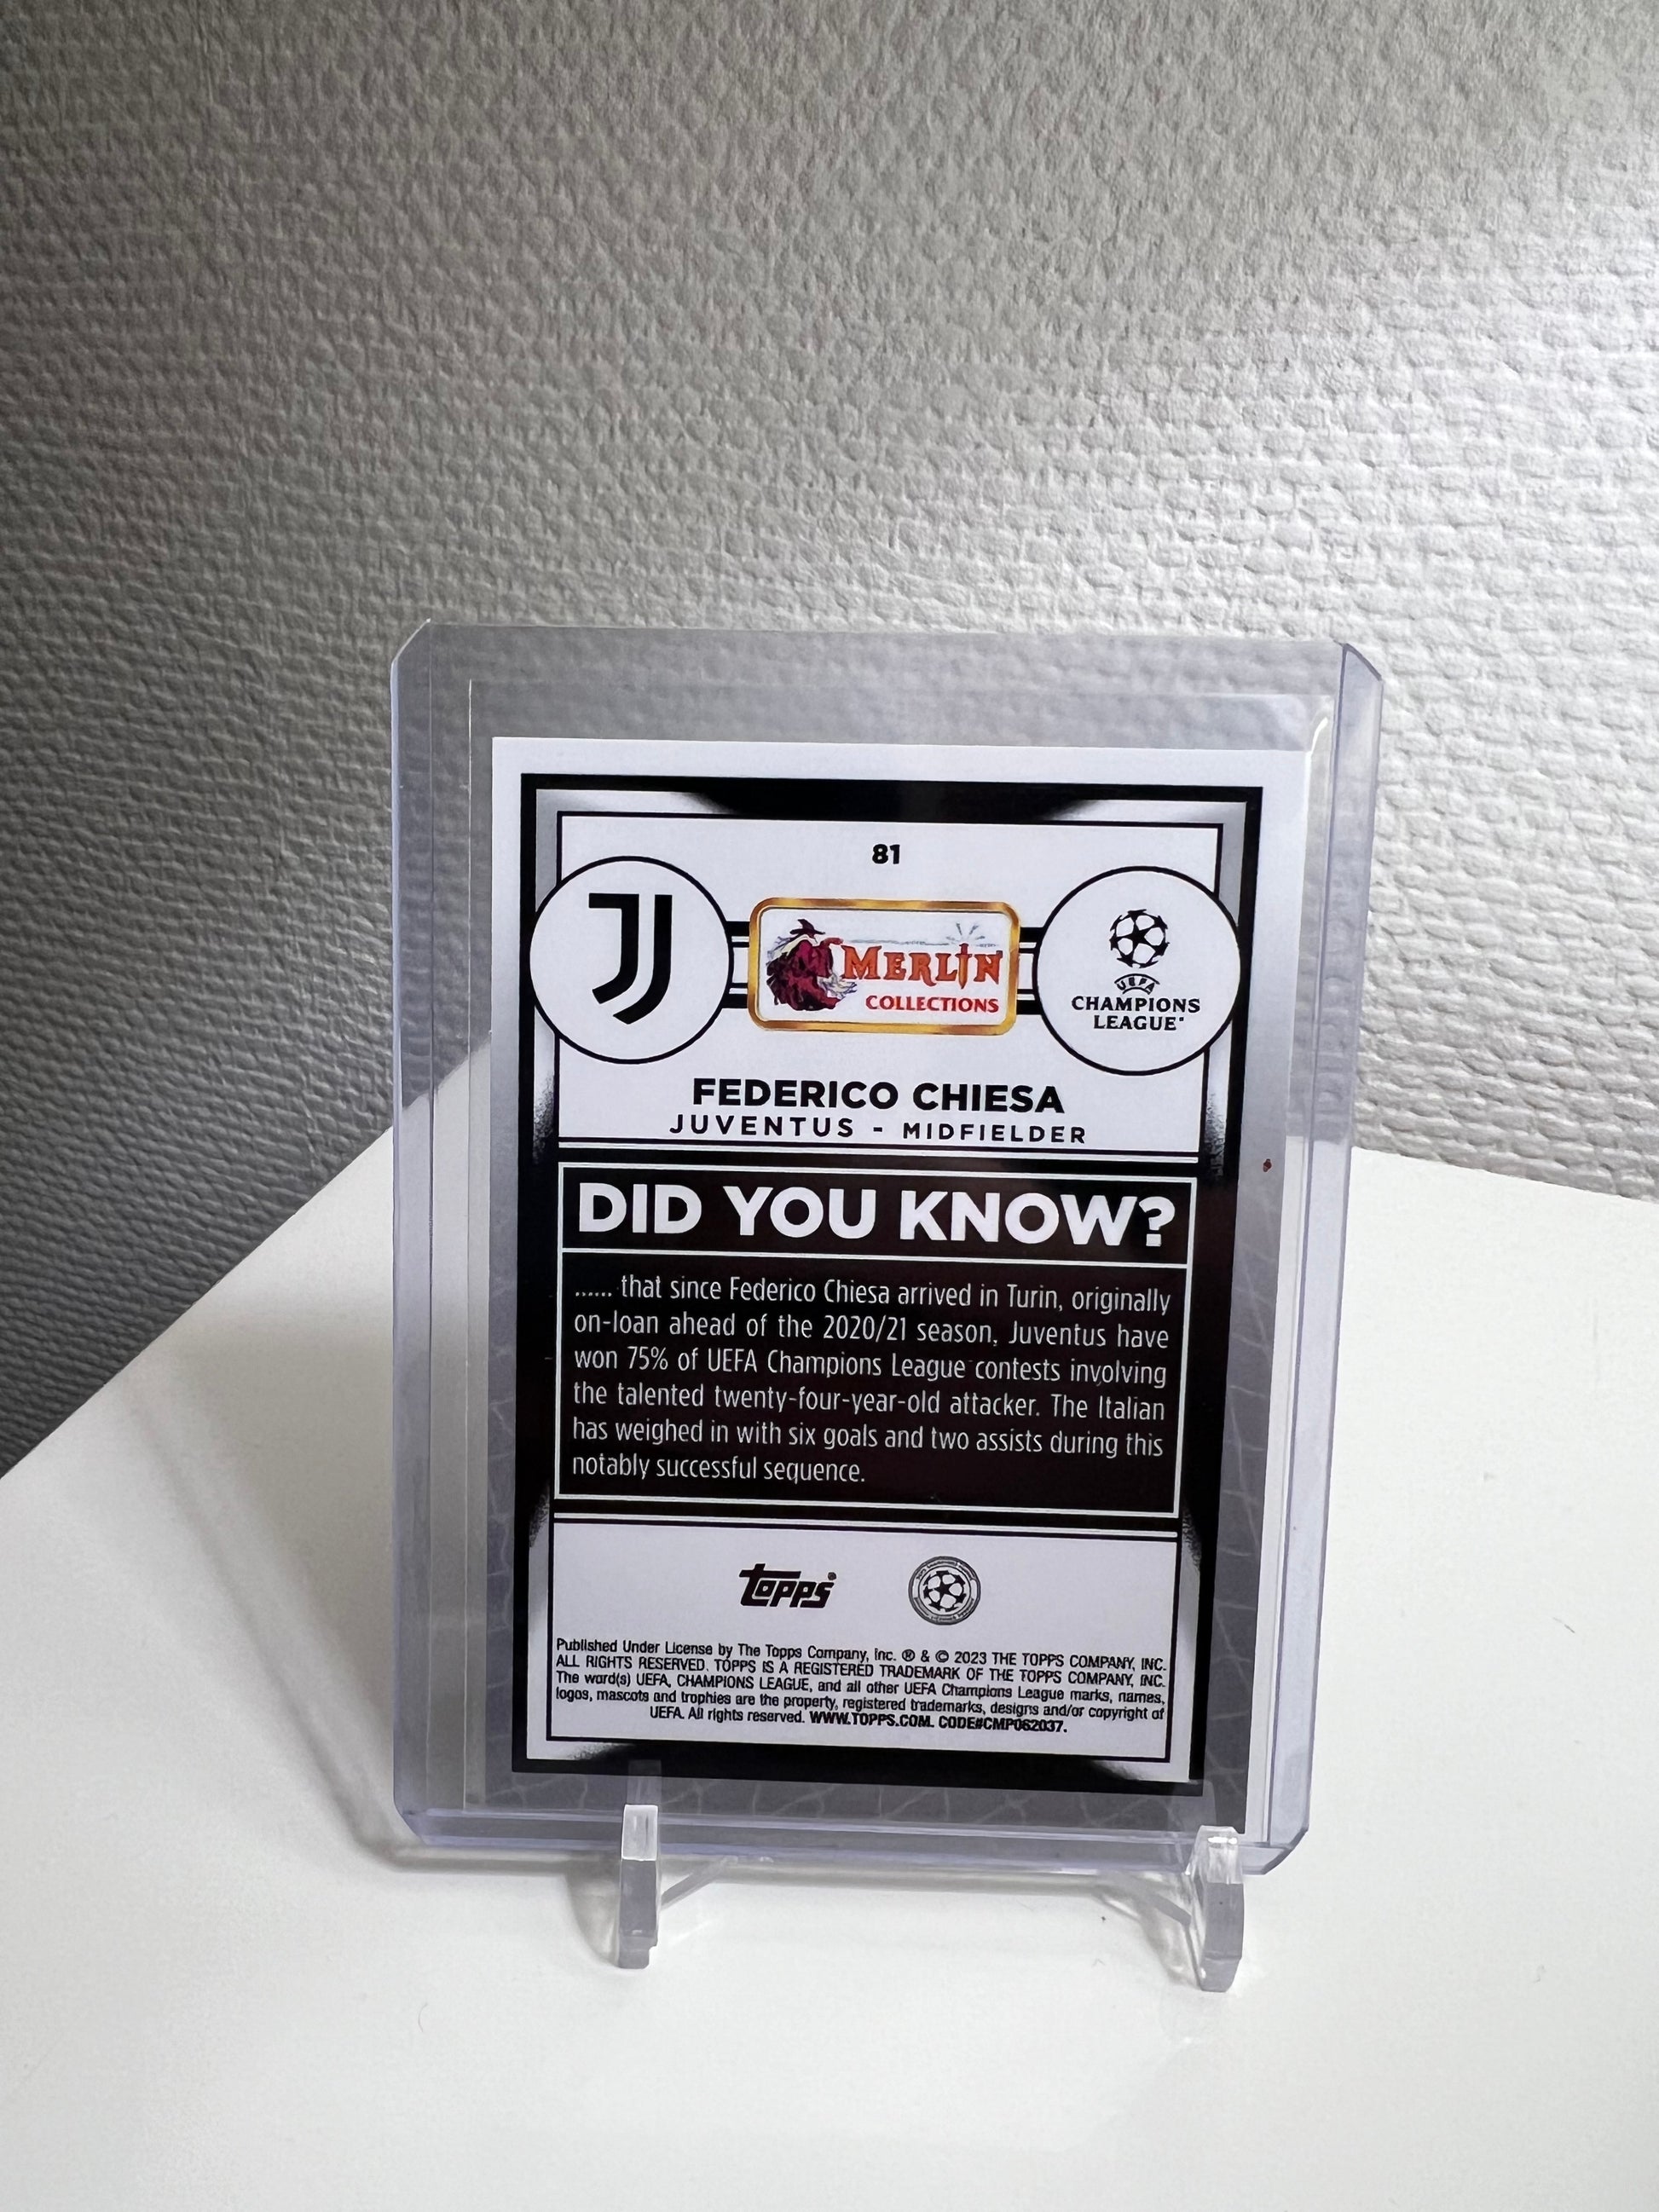 81
MERLIN
COLLECTIONS
UEFA
CHAMPIONS
LEAGUE
FEDERICO CHIESA
JUVENTUS - MIDFIELDER
DID YOU KNOW?
...... that since Federico Chiesa arrived in Turin, originally
on-loan ahead of the 2020/21 season, Juventus have
won 75% of UEFA Champions League contests involving
the talented twenty-four-year-old attacker. The Italian
has weighed in with six goals and two assists during this
notably successful sequence.
topps®
Published Under License by The Topps Company, Inc. ® & © 2023 THE TOPPS COMPANY, INC.
ALL RIGHTS RESERVED. TOPPS IS A REGISTERED TRADEMARK OF THE TOPPS COMPANY, INC.
The word(s) UEFA, CHAMPIONS LEAGUE, and all other UEFA Champions League marks, names,
logos, mascots and trophies are the property, registered trademarks, designs and/or copyright of
UEFA. All rights reserved. WWW.TOPPS.COM. CODE#CMP062037.